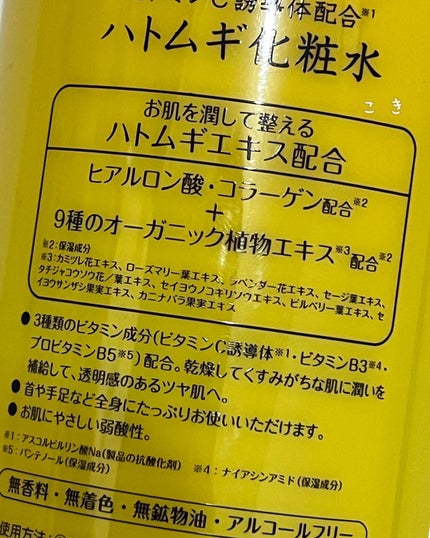 C誘導体配合※1
ハトムギ化粧水
こ き
お肌を潤して整える
ハトムギエキス配合
ヒアルロン酸・コラーゲン配合※2
+
9種のオーガニック植物エキス※3配合※2
※2:保湿成分
※3:カミツレ花エキス、ローズマリー葉エキス、ラベンダー花エキス、セージ葉エキス、
タチジャコウソウ花／葉エキス、セイヨウノコギリソウエキス、ビルベリー葉エキス、セ
イヨウサンザシ果実エキス、カニナバラ果実エキス
●3種類のビタミン成分(ビタミンC誘導体※1・ビタミンB3※4・
プロビタミンB5※5)配合。乾燥してくすみがちな肌に潤いを
補給して、透明感のあるツヤ肌へ。
●首や手足など全身にたっぷりお使いいただけます。
●お肌にやさしい弱酸性。
※1:アスコルビルリン酸Na(製品の抗酸化剤) ※4:ナイアシンアミド(保湿成分)
※5:パンテノール(保湿成分)
無香料・無着色・無鉱物油・アルコールフリー
使用方法: